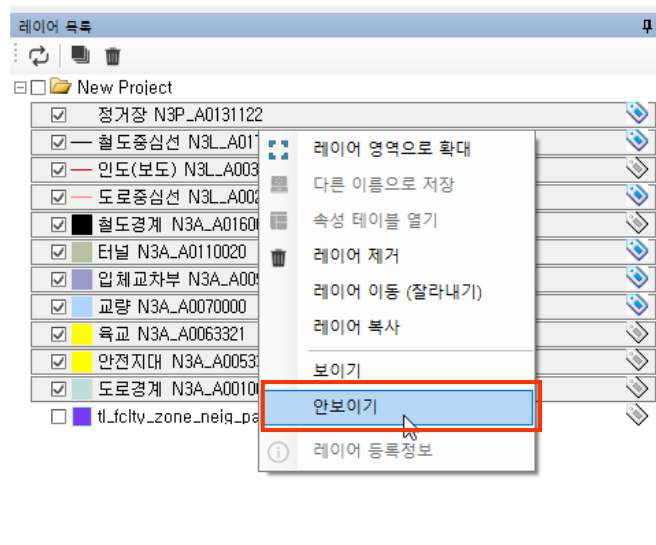 레이어 목록
New Project
정거장 N3P_A0131122
철도중심선 N3L_A01
인도(보도) N3L_A003
도로중심선 N3L_A002
철도경계 N3A_A0160
터널 N3A_A0110020
입체교차부 N3A_A00
교량 N3A_A0070000
육교 N3A_A0063321
안전지대 N3A_A0053
도로경계 N3A_A0010
tl_fclty_zone_neig_pa
레이어 영역으로 확대
다른 이름으로 저장
속성 테이블 열기
레이어 제거
레이어 이동 (잘라내기)
레이어 복사
보이기
안보이기
레이어 등록정보